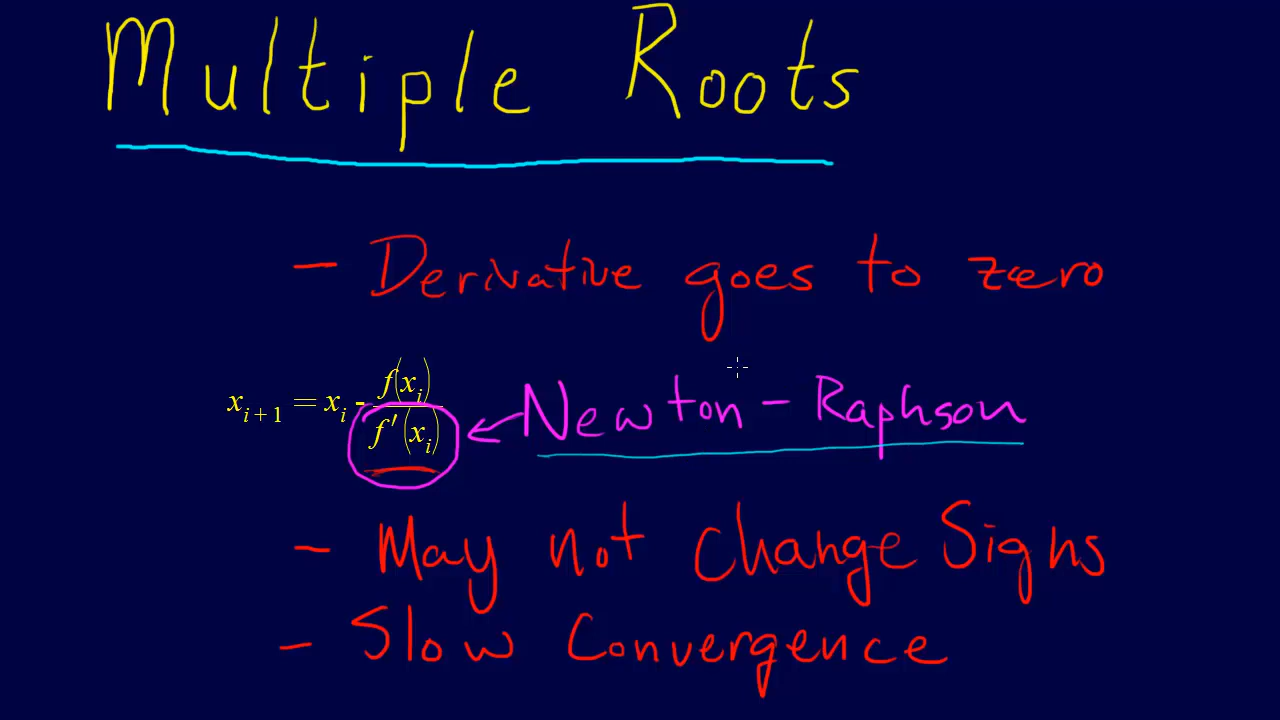 Multiple Roots
- Derivative goes to zero
x_{i+1} = x_i - f(x_i) / f'(x_i) ← Newton - Raphson
- May not Change Signs
- Slow Convergence